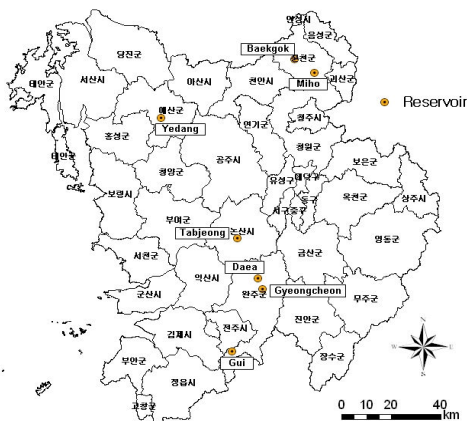 안성시
음성군
Baekgok
진천군
당진군
Miho
괴산군
태안군
서산시
아산시
천안시
Reservoir
예산군
Yedang
연기군
청주시
홍성군
청원군
태안군
보은군
공주시
청양군
유성구
대덕구
보령시
동구
옥천군
상주시
서구
중구
부여군
Tabjeong
논산시
영동군
서천군
금산군
Daea
익산시
군산시
완주군
Gyeongcheon
무주군
전주시
진안군
김제시
장수군
부안군
Gui
정읍시
고창군
N
W
E
S
0 10 20 40
km